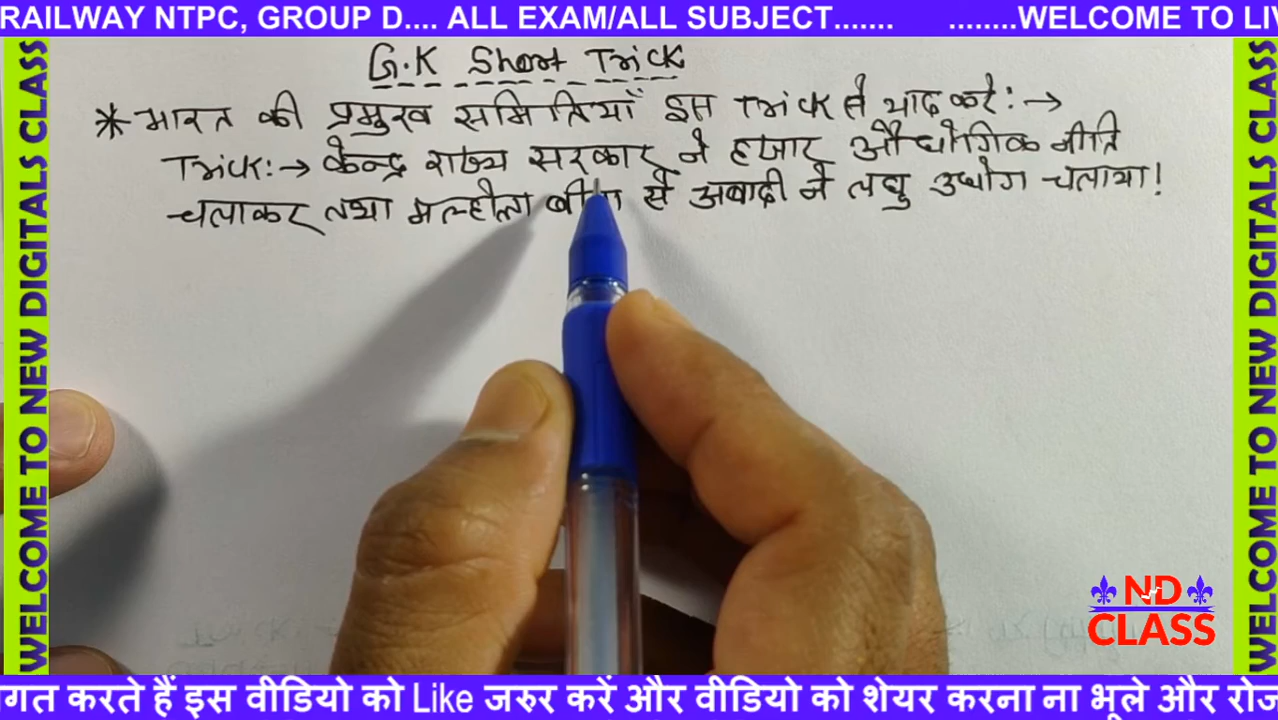 RAILWAY NTPC, GROUP D.... ALL EXAM/ALL SUBJECT....... ........WELCOME TO LIV
G.K Short Trick
* भारत की प्रमुख समितियाँ इस Trick से याद करे :→
Trick:→ केन्द्र राज्य सरकार ने हजार औद्योगिक नीति
चलाकर तथा मल्होत्रा से अबादी ने लघु उद्योग चलाया!
WELCOME TO NEW DIGITALS CLASS
WELCOME TO NEW DIGITALS CLASS
ND
CLASS
गत करते हैं इस वीडियो को Like जरुर करें और वीडियो को शेयर करना ना भूले और रोज